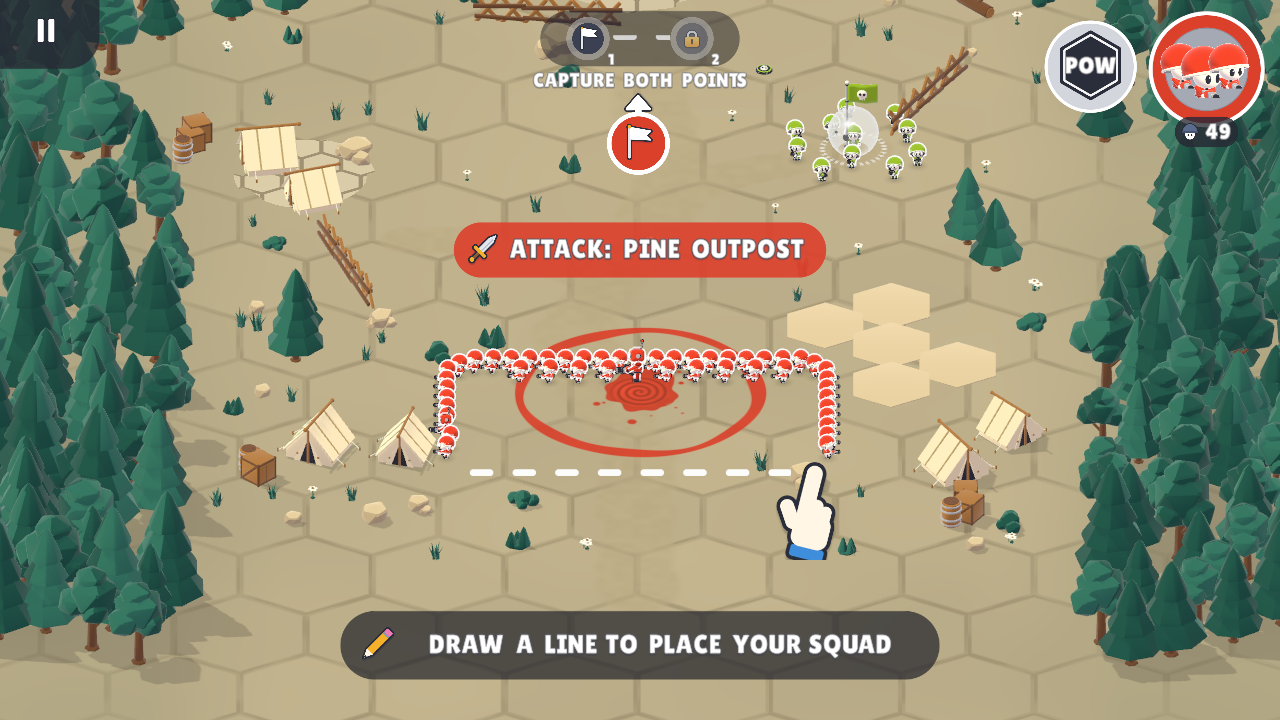 1
2
CAPTURE BOTH POINTS
POW
49
ATTACK: PINE OUTPOST
DRAW A LINE TO PLACE YOUR SQUAD